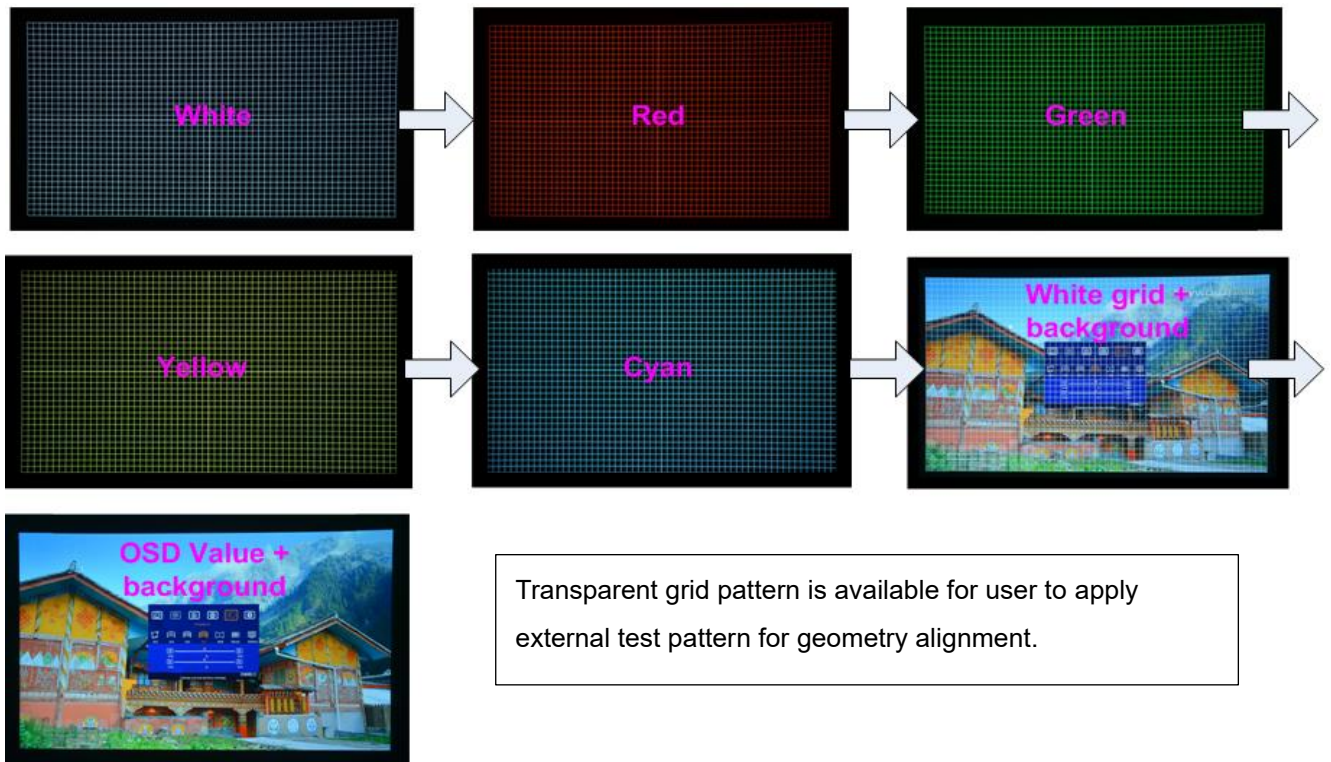 White
Red
Green
Yellow
Cyan
White grid +
background
OSD Value +
background
Transparent grid pattern is available for user to apply
external test pattern for geometry alignment.